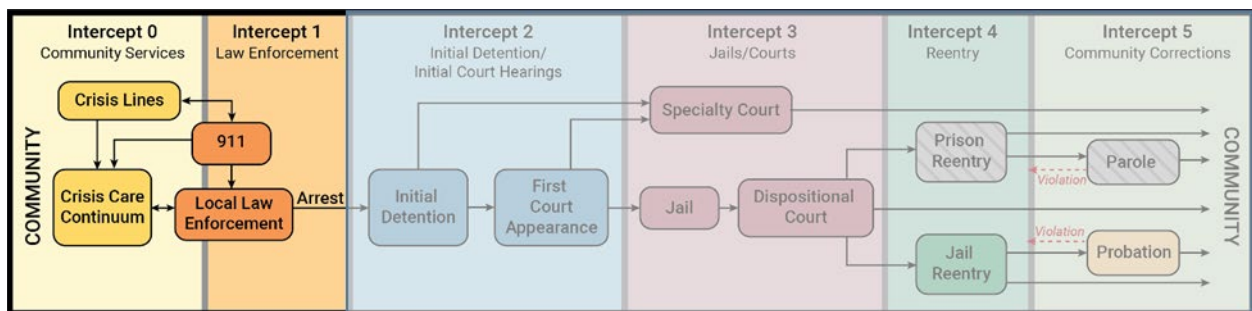 Intercept 0
Community Services
Intercept 1
Law Enforcement
Intercept 2
Initial Detention/
Initial Court Hearings
Intercept 3
Jails/Courts
Intercept 4
Reentry
Intercept 5
Community Corrections
COMMUNITY
Crisis Lines
911
Crisis Care
Continuum
Local Law
Enforcement
Arrest
Initial
Detention
First
Court
Appearance
Specialty Court
Jail
Dispositional
Court
Prison
Reentry
Parole
Violation
Jail
Reentry
Probation
Violation
COMMUNITY